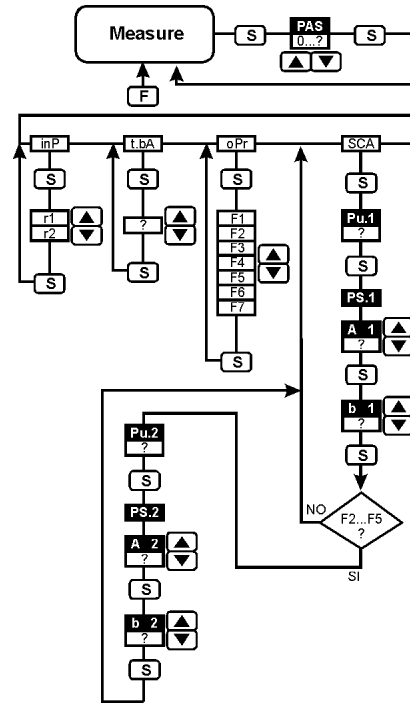 Measure
S
PAS
0...?
S
F
inP
t.bA
oPr
SCA
S
S
S
S
r1
r2
?
F1
F2
F3
F4
F5
F6
F7
Pu.1
?
S
S
S
S
PS.1
A 1
?
S
b 1
?
S
F2...F5
?
NO
SI
Pu.2
?
S
PS.2
A 2
?
S
b 2
?
S